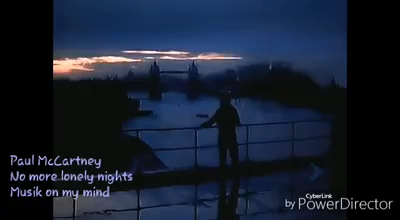 Paul McCartney
No more lonely nights
Musik on my mind
by CyberLink
PowerDirector